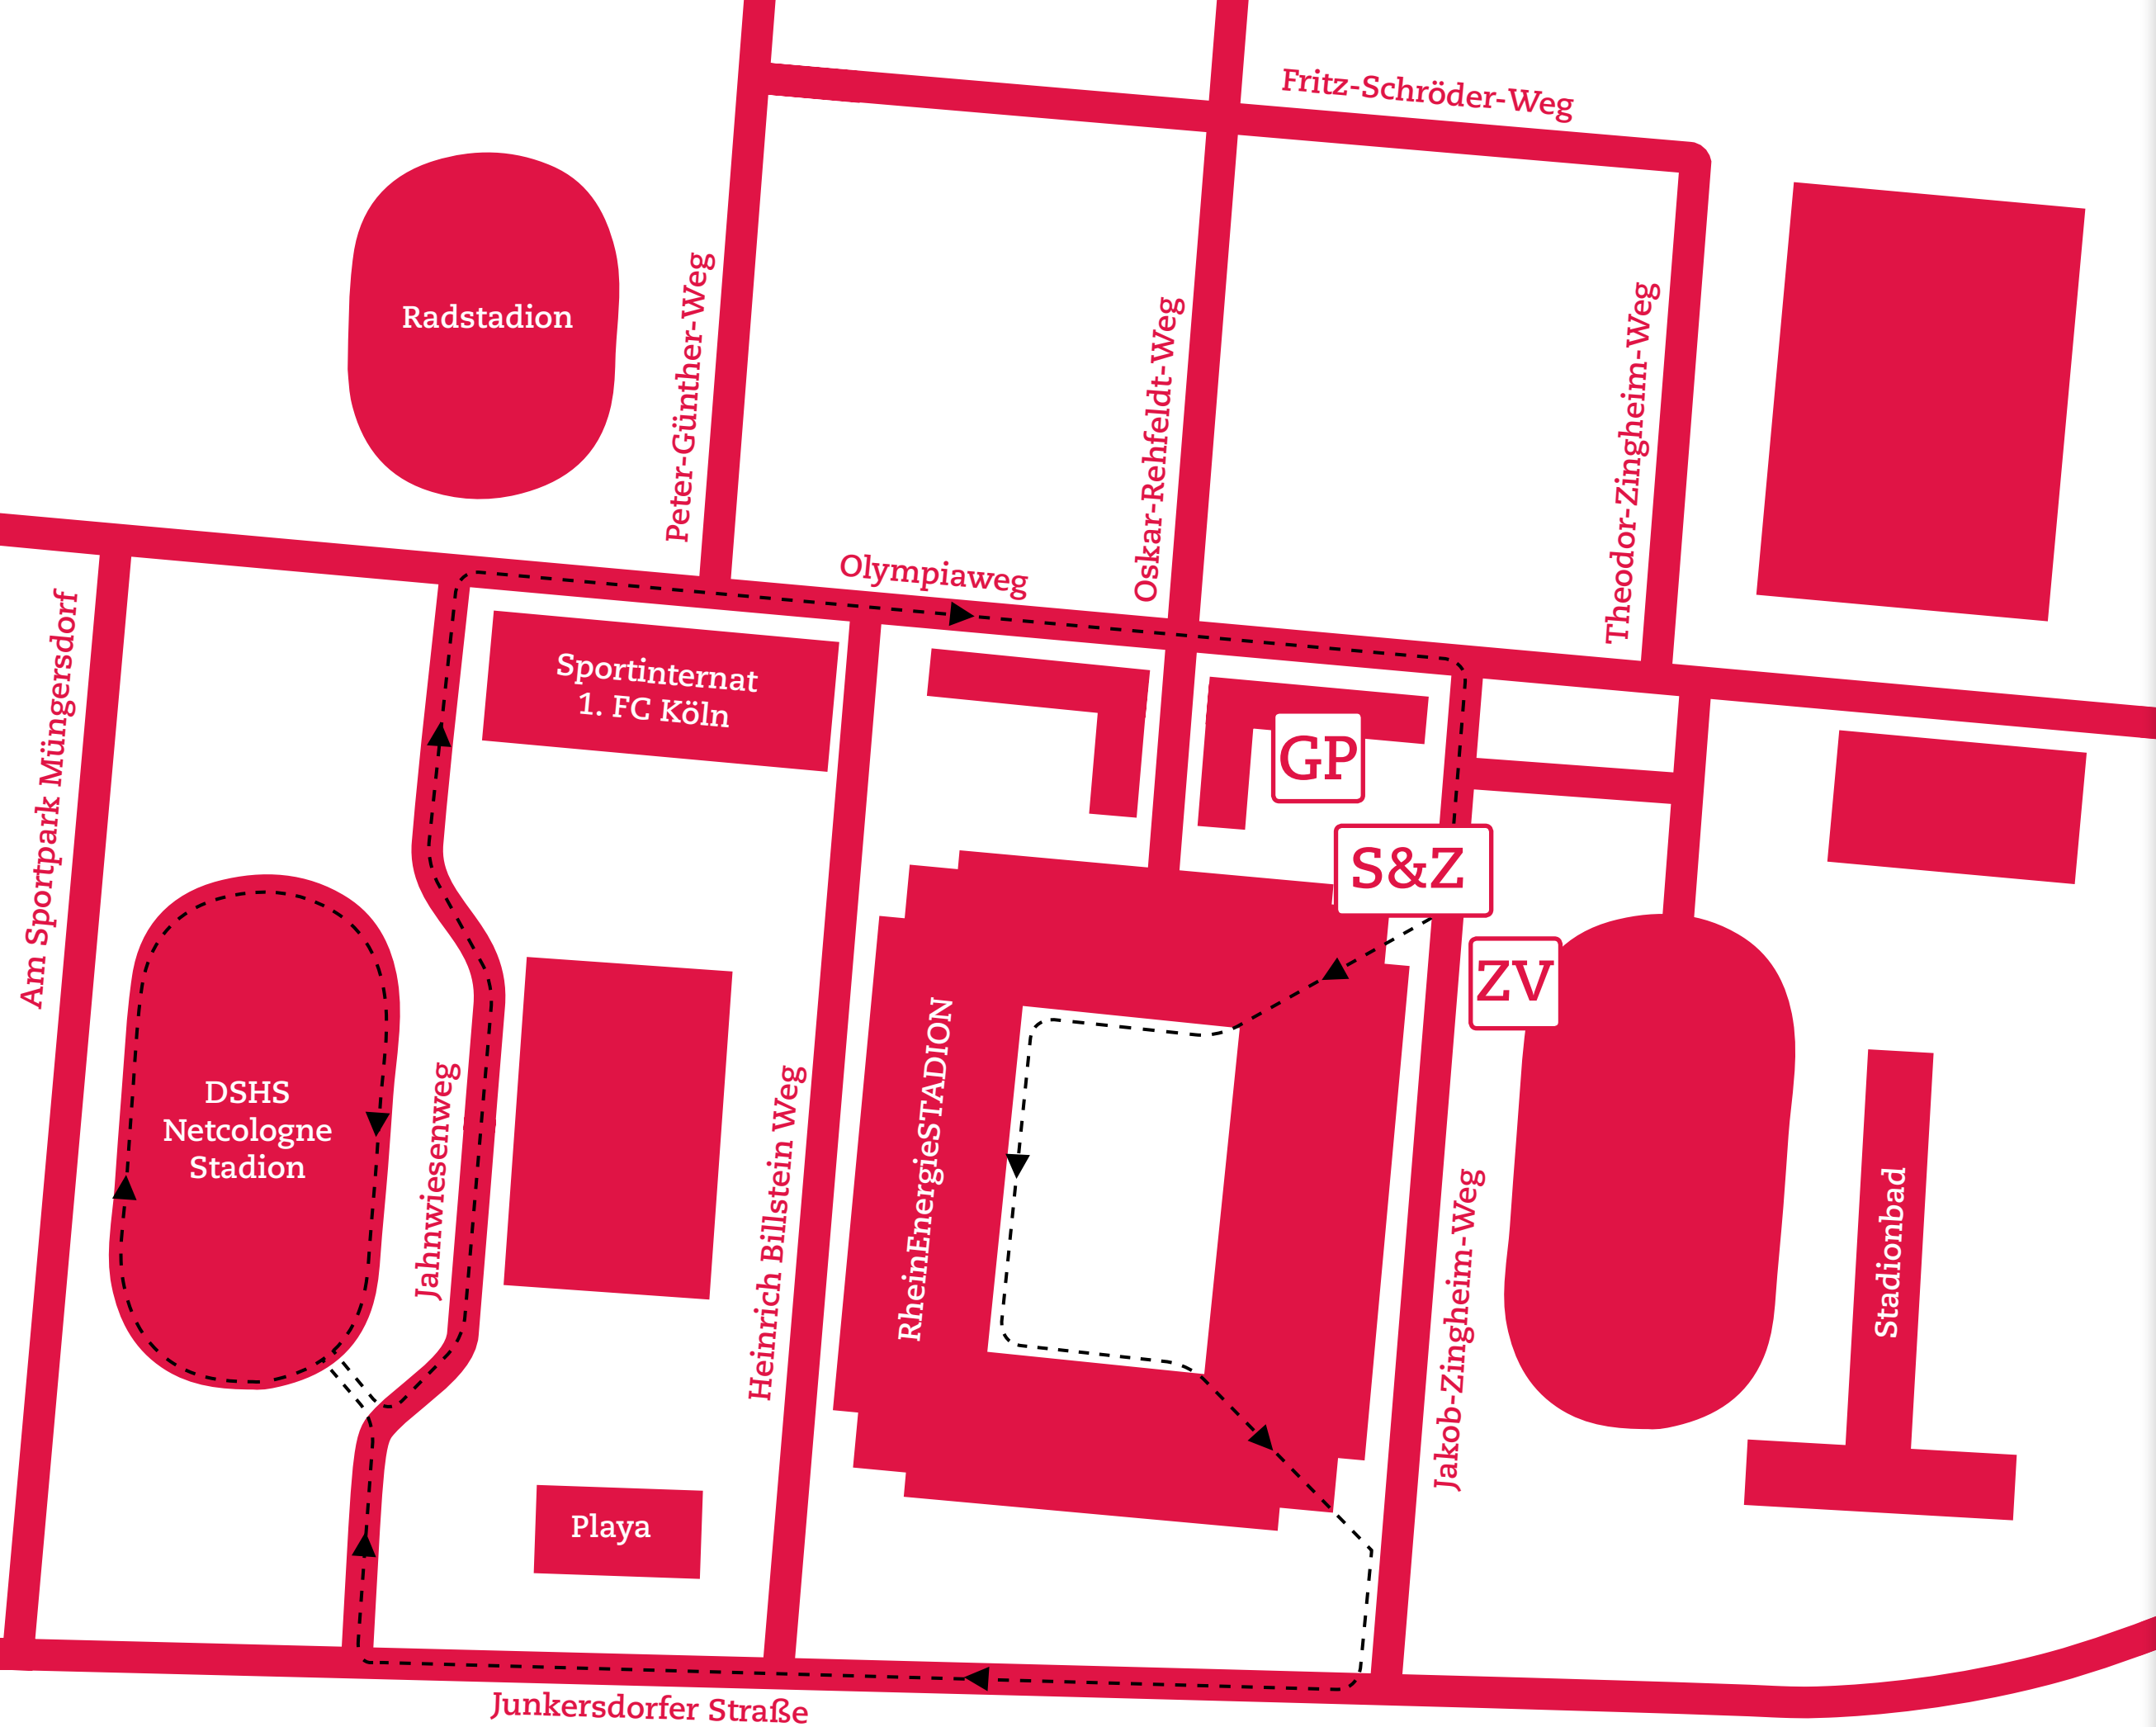 Fritz-Schröder-Weg
Radstadion
Peter-Günther-Weg
Oskar-Rehfeldt-Weg
Theodor-Zingheim-Weg
Olympiaweg
Am Sportpark Müngersdorf
Sportinternat
1. FC Köln
GP
S&Z
ZV
DSHS
Netcologne
Stadion
Jahnwiesenweg
Heinrich Billstein Weg
RheinEnergieSTADION
Jakob-Zingheim-Weg
Stadionbad
Playa
Junkersdorfer Straße